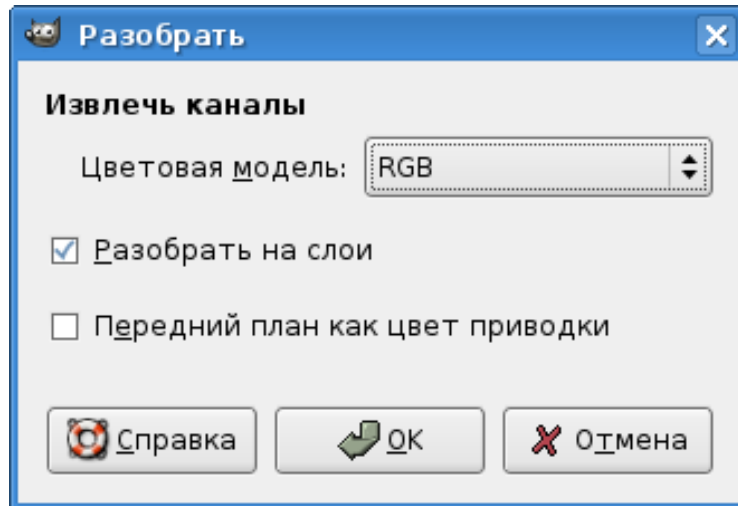 Разобрать
Извлечь каналы
Цветовая модель: RGB
Разобрать на слои
Передний план как цвет приводки
Справка OK Отмена